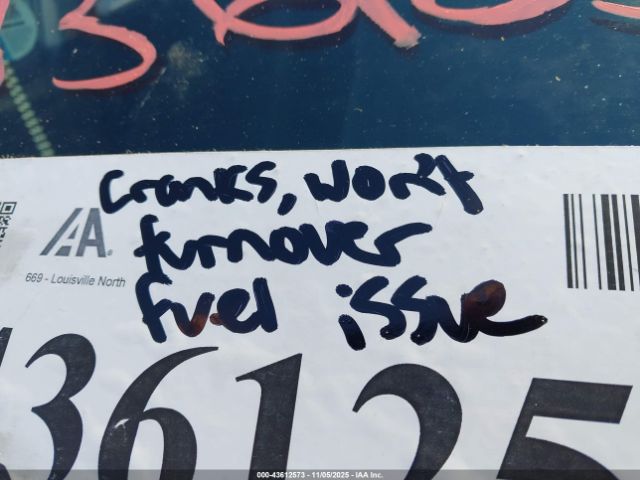 Cranks, won't
IAA
turnover
669 - Louisville North
fuel issue
36125
000-43612573 - 11/05/2025 - IAA Inc.